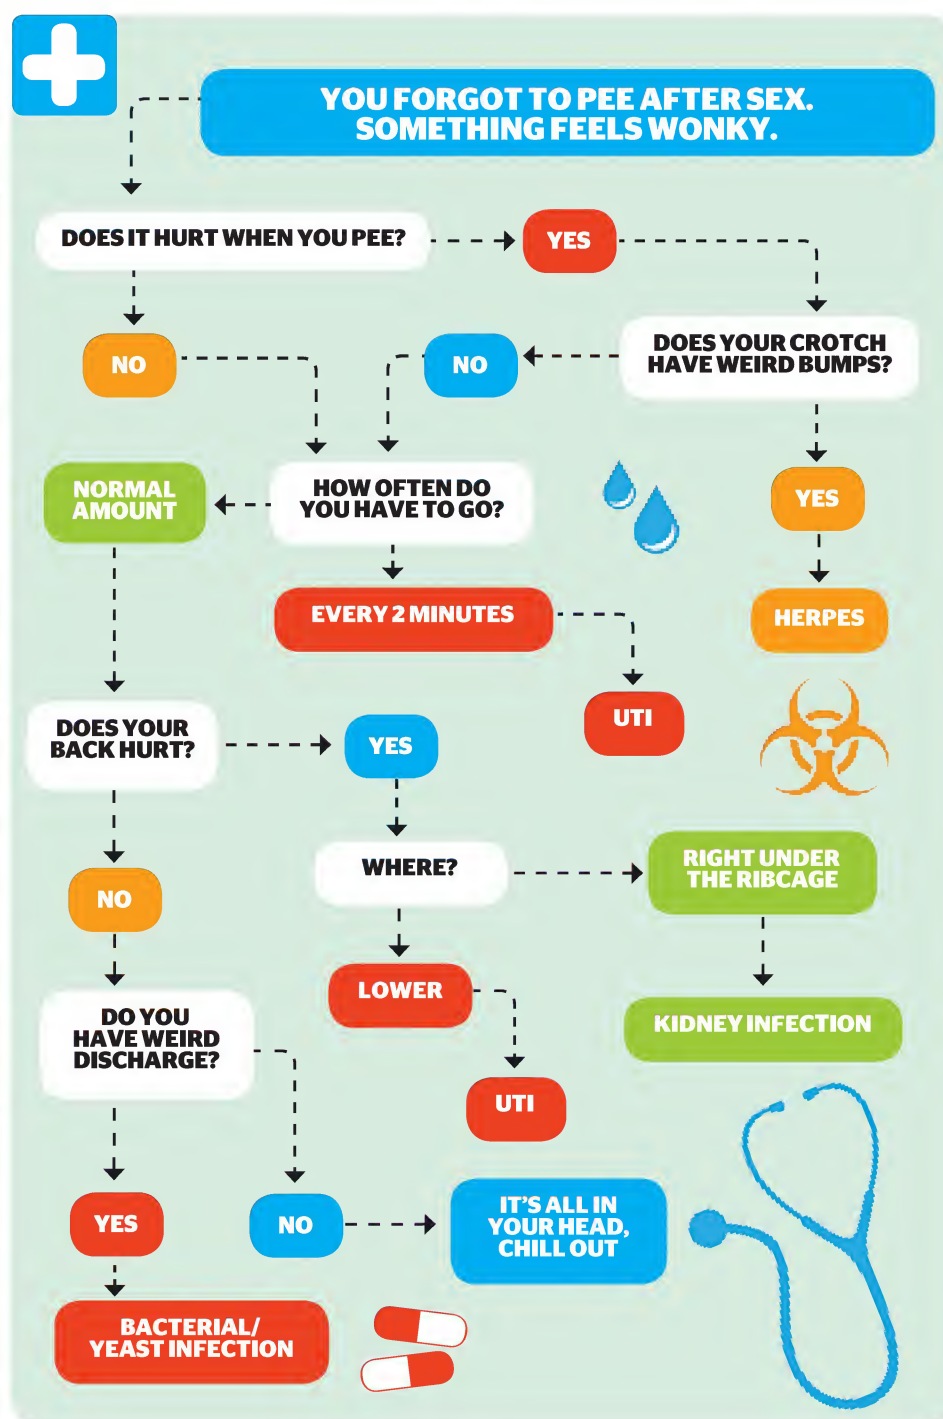 YOU FORGOT TO PEE AFTER SEX.
SOMETHING FEELS WONKY.
DOES IT HURT WHEN YOU PEE?
YES
NO
NO
DOES YOUR CROTCH
HAVE WEIRD BUMPS?
NORMAL
AMOUNT
HOW OFTEN DO
YOU HAVE TO GO?
YES
EVERY 2 MINUTES
HERPES
UTI
DOES YOUR
BACK HURT?
YES
WHERE?
RIGHT UNDER
THE RIBCAGE
NO
LOWER
KIDNEY INFECTION
DO YOU
HAVE WEIRD
DISCHARGE?
UTI
YES
NO
IT'S ALL IN
YOUR HEAD,
CHILL OUT
BACTERIAL/
YEAST INFECTION